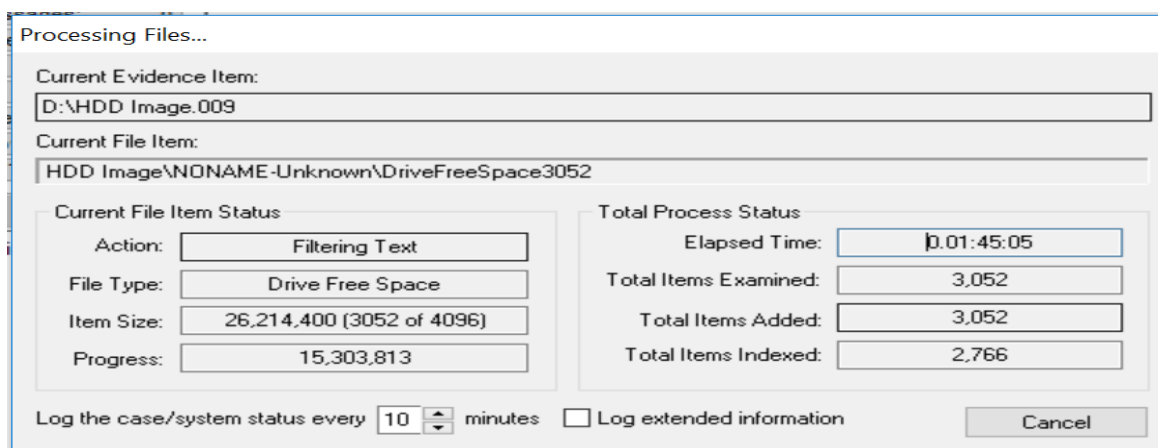 Processing Files...
Current Evidence Item:
D:\HDD Image.009
Current File Item:
HDD Image\NONAME-Unknown\DriveFreeSpace3052
Current File Item Status
Action: Filtering Text
File Type: Drive Free Space
Item Size: 26,214,400 (3052 of 4096)
Progress: 15,303,813
Total Process Status
Elapsed Time: 0.01:45:05
Total Items Examined: 3,052
Total Items Added: 3,052
Total Items Indexed: 2,766
Log the case/system status every 10 minutes Log extended information Cancel